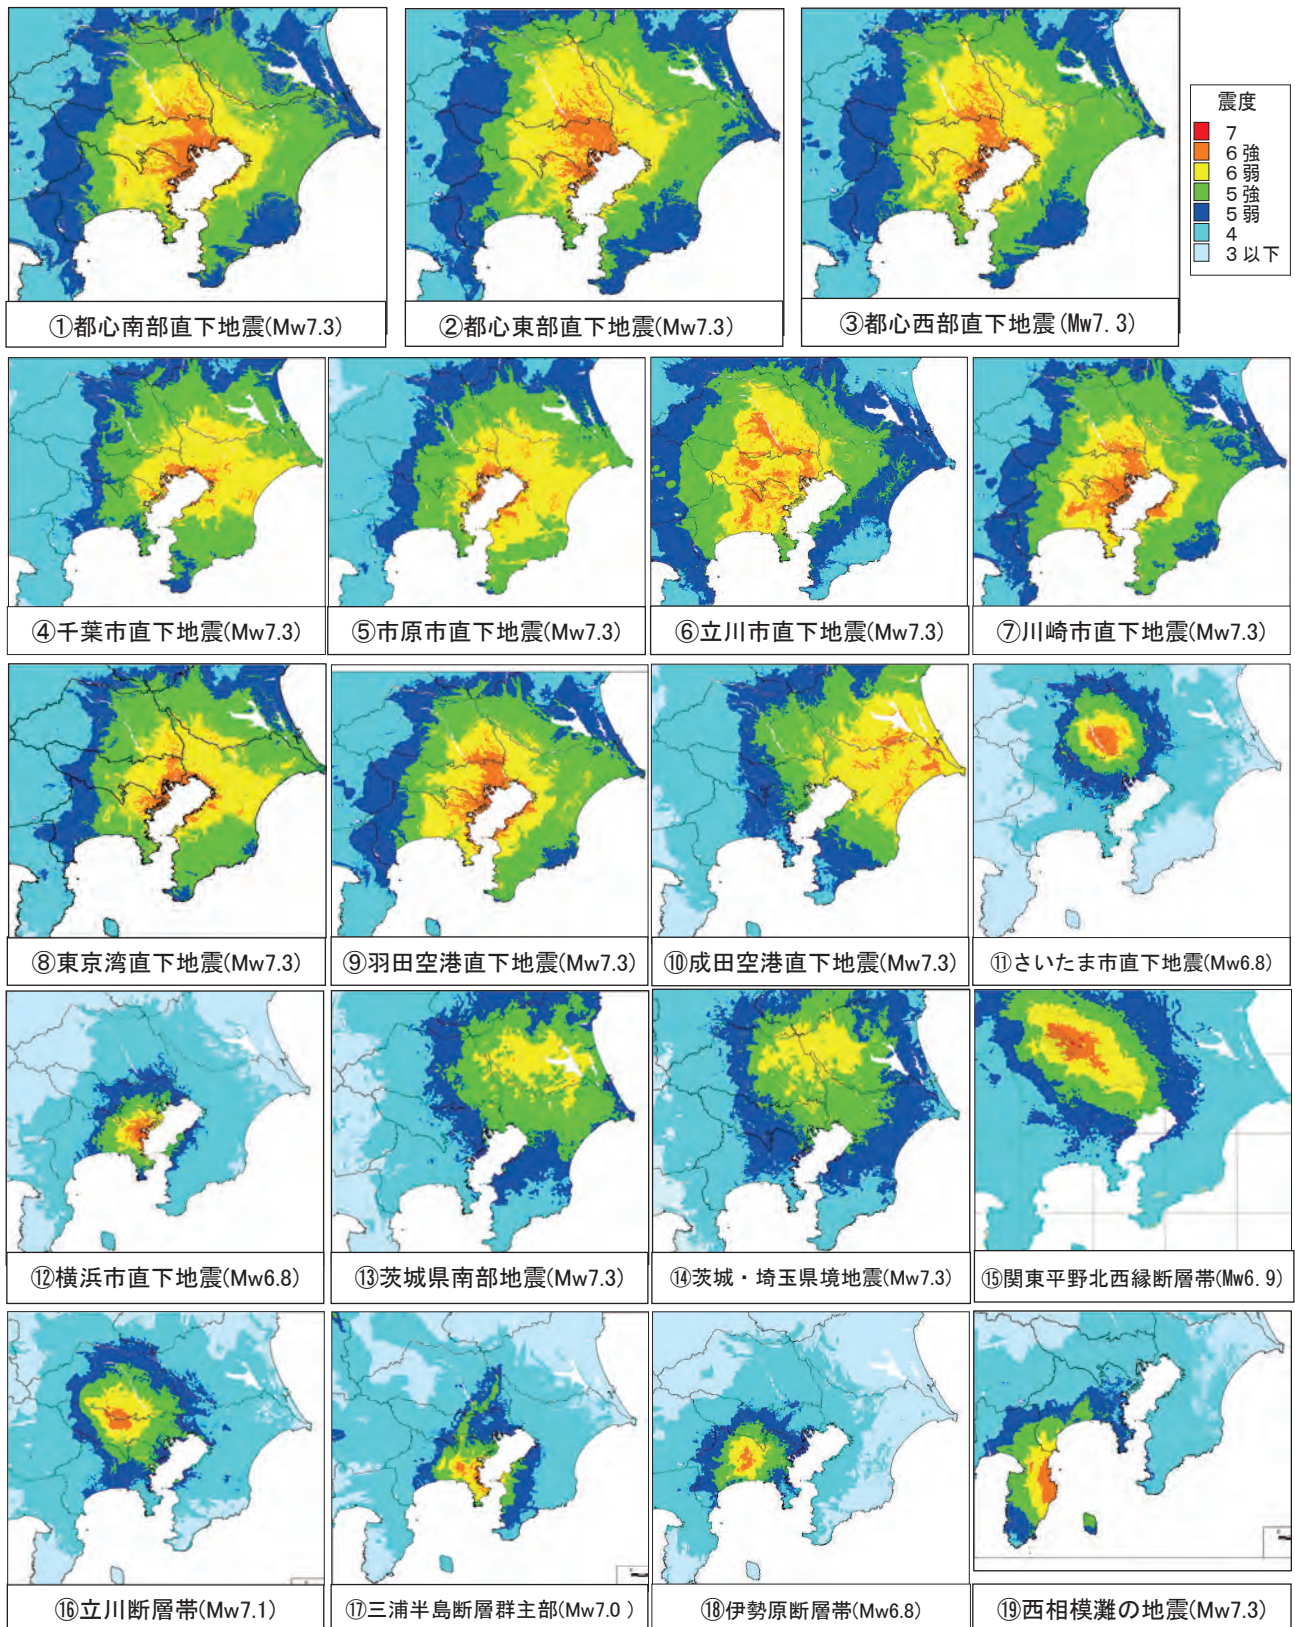 震度
7
6強
6弱
5強
5弱
4
3以下
①都心南部直下地震(Mw7.3)
②都心東部直下地震(Mw7.3)
③都心西部直下地震(Mw7.3)
④千葉市直下地震(Mw7.3)
⑤市原市直下地震(Mw7.3)
⑥立川市直下地震(Mw7.3)
⑦川崎市直下地震(Mw7.3)
⑧東京湾直下地震(Mw7.3)
⑨羽田空港直下地震(Mw7.3)
⑩成田空港直下地震(Mw7.3)
⑪さいたま市直下地震(Mw6.8)
⑫横浜市直下地震(Mw6.8)
⑬茨城県南部地震(Mw7.3)
⑭茨城・埼玉県境地震(Mw7.3)
⑮関東平野北西縁断層帯(Mw6.9)
⑯立川断層帯(Mw7.1)
⑰三浦半島断層群主部(Mw7.0 )
⑱伊勢原断層帯(Mw6.8)
⑲西相模灘の地震(Mw7.3)